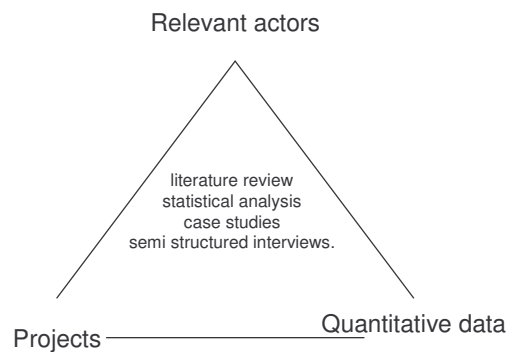 Relevant actors
literature review
statistical analysis
case studies
semi structured interviews.
Quantitative data
Projects